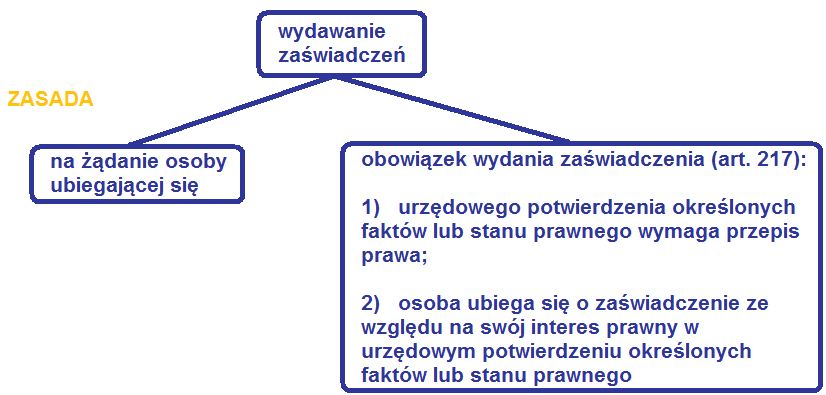 wydawanie
zaświadczeń
ZASADA
na żądanie osoby
ubiegającej się
obowiązek wydania zaświadczenia (art. 217):
1) urzędowego potwierdzenia określonych
faktów lub stanu prawnego wymaga przepis
prawa;
2) osoba ubiega się o zaświadczenie ze
względu na swój interes prawny w
urzędowym potwierdzeniu określonych
faktów lub stanu prawnego